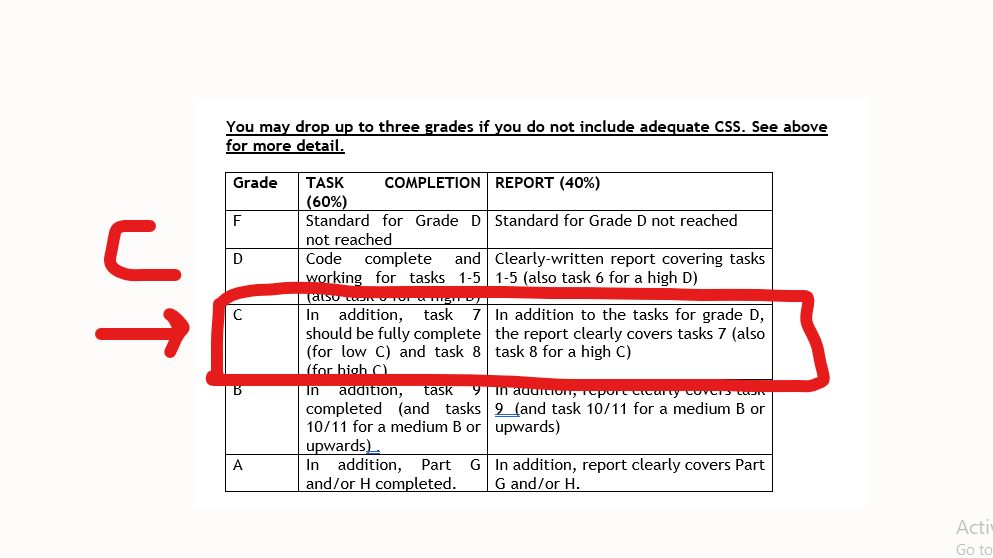 You may drop up to three grades if you do not include adequate CSS. See above
for more detail.
Grade
TASK COMPLETION
(60%)
REPORT (40%)
F
Standard for Grade D
not reached
Standard for Grade D not reached
D
Code complete and
working for tasks 1-5
(also task 6 for a high D)
Clearly-written report covering tasks
1-5 (also task 6 for a high D)
C
C
In addition, task 7
should be fully complete
(for low C) and task 8
(for high C)
In addition to the tasks for grade D,
the report clearly covers tasks 7 (also
task 8 for a high C)
B
In addition, task 9
completed (and tasks
10/11 for a medium B or
upwards).
In addition, report clearly covers task
9 (and task 10/11 for a medium B or
upwards)
A
In addition, Part G
and/or H completed.
In addition, report clearly covers Part
G and/or H.
Go to